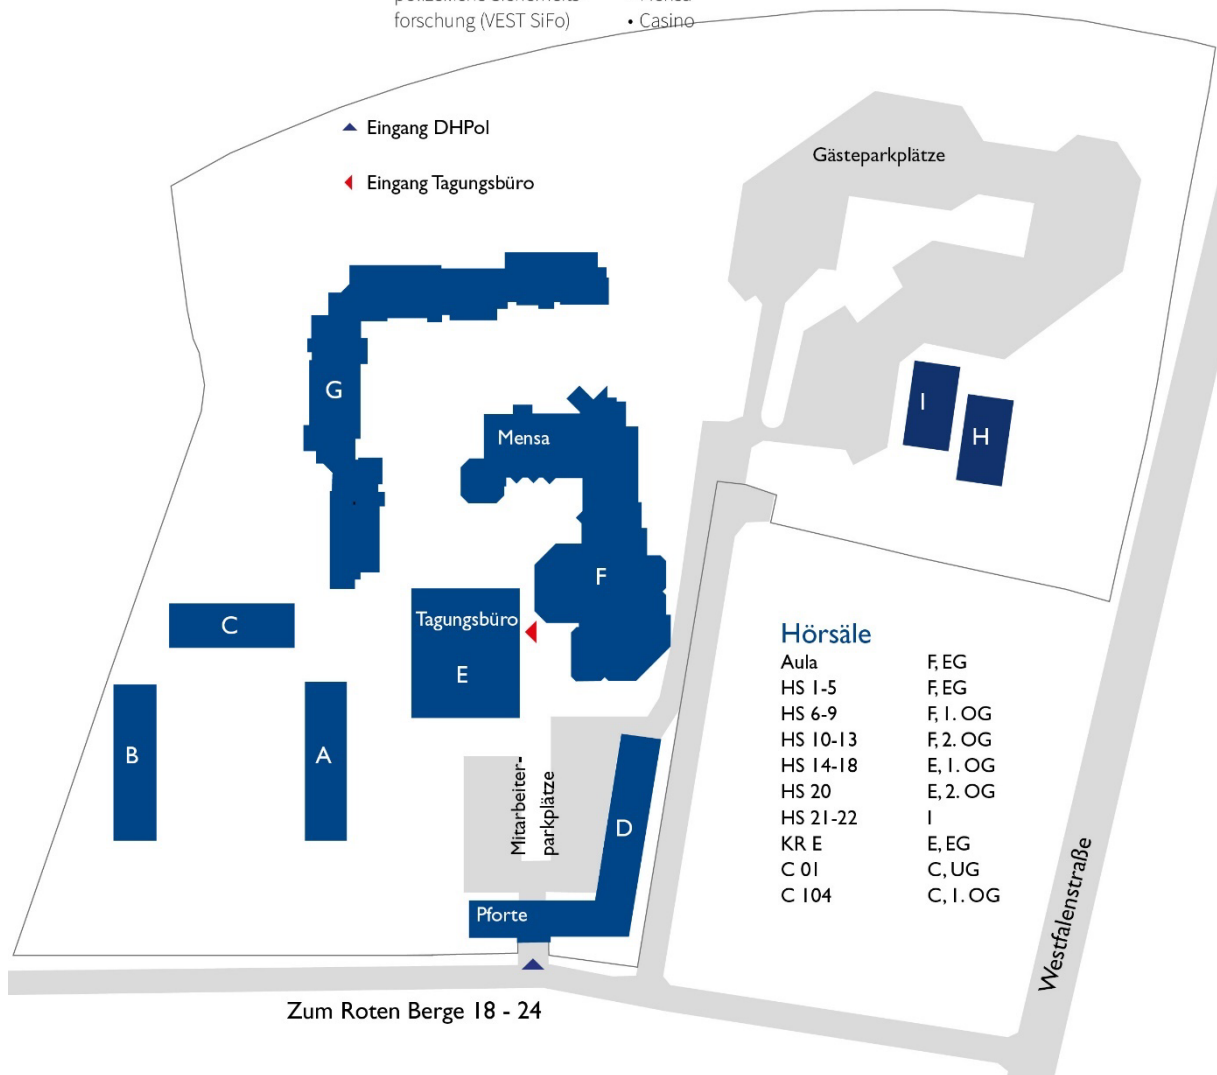 forschung (VEST SiFo)
• Casino
Eingang DHPol
Eingang Tagungsbüro
Gästeparkplätze
G
I
H
Mensa
F
Tagungsbüro
E
C
B
A
Mitarbeiter-
parkplätze
D
Pforte
Hörsäle
Aula F, EG
HS 1-5 F, EG
HS 6-9 F, 1. OG
HS 10-13 F, 2. OG
HS 14-18 E, 1. OG
HS 20 E, 2. OG
HS 21-22 I
KR E E, EG
C 01 C, UG
C 104 C, 1. OG
Westfalenstraße
Zum Roten Berge 18 - 24